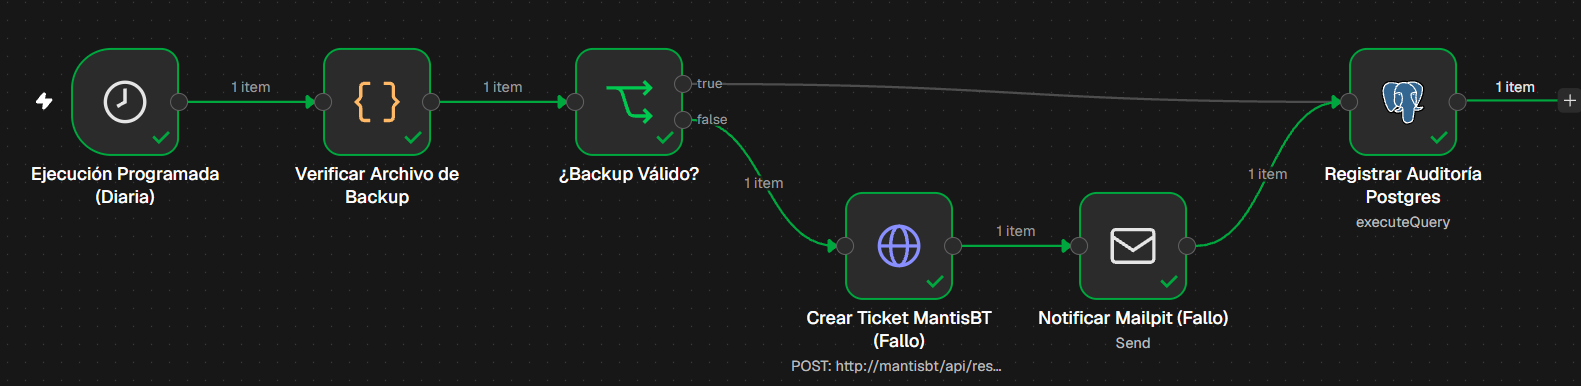 1 item
1 item
true
false
1 item
Ejecución Programada
(Diaria)
Verificar Archivo de
Backup
¿Backup Válido?
1 item
1 item
1 item
Registrar Auditoría
Postgres
executeQuery
Crear Ticket MantisBT
(Fallo)
POST: http://mantisbt/api/res...
Notificar Mailpit (Fallo)
Send